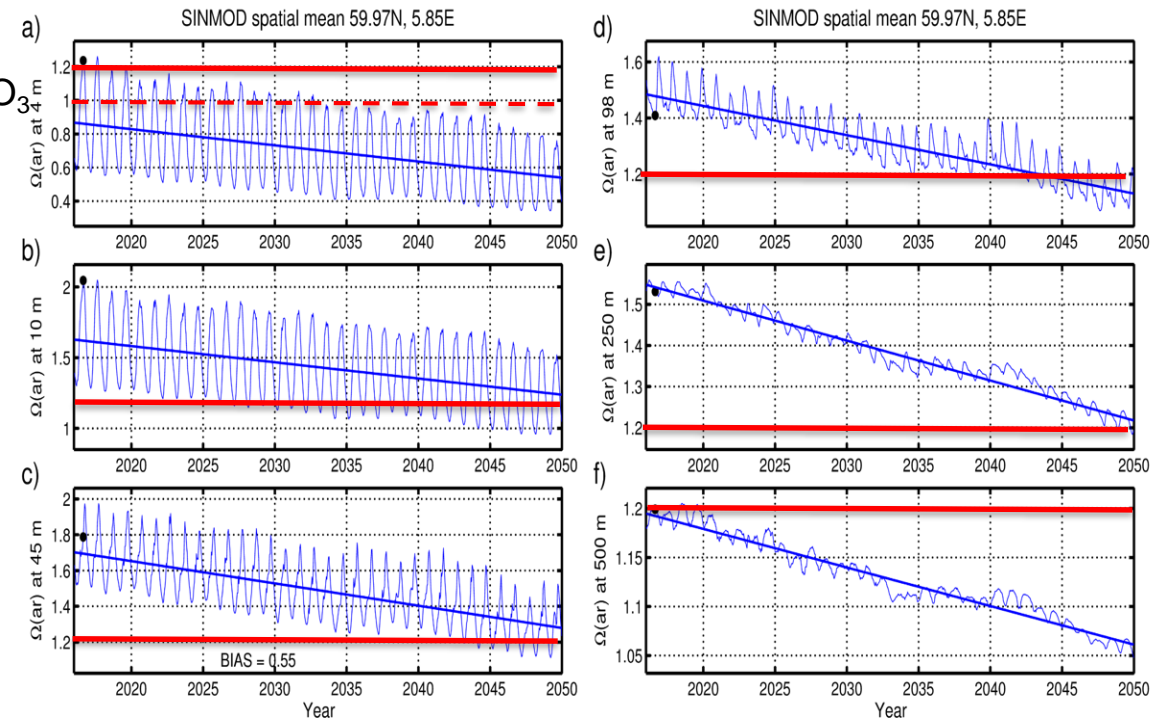 SINMOD spatial mean 59.97N, 5.85E
a)
O3
Ω(ar) at 4 m
1.2
1
0.8
0.6
0.4
2020 2025 2030 2035 2040 2045 2050
b)
Ω(ar) at 10 m
2
1.5
1
2020 2025 2030 2035 2040 2045 2050
c)
Ω(ar) at 45 m
2
1.8
1.6
1.4
1.2
BIAS = 0.55
2020 2025 2030 2035 2040 2045 2050
Year
SINMOD spatial mean 59.97N, 5.85E
d)
Ω(ar) at 98 m
1.6
1.4
1.2
2020 2025 2030 2035 2040 2045 2050
e)
Ω(ar) at 250 m
1.5
1.4
1.3
1.2
2020 2025 2030 2035 2040 2045 2050
f)
Ω(ar) at 500 m
1.2
1.15
1.1
1.05
2020 2025 2030 2035 2040 2045 2050
Year